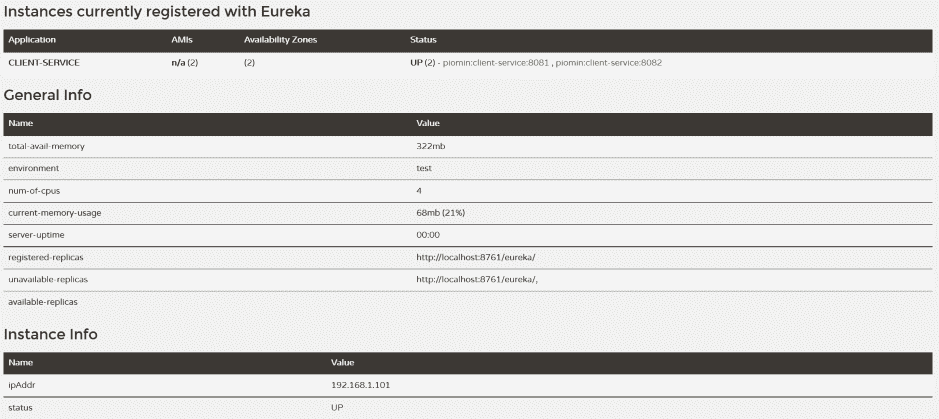 Instances currently registered with Eureka
Application AMIs Availability Zones Status
CLIENT-SERVICE n/a (2) (2) UP (2) - piomin:client-service:8081 , piomin:client-service:8082
General Info
Name Value
total-avail-memory 322mb
environment test
num-of-cpus 4
current-memory-usage 68mb (21%)
server-uptime 00:00
registered-replicas http://localhost:8761/eureka/
unavailable-replicas http://localhost:8761/eureka/,
available-replicas
Instance Info
Name Value
ipAddr 192.168.1.101
status UP